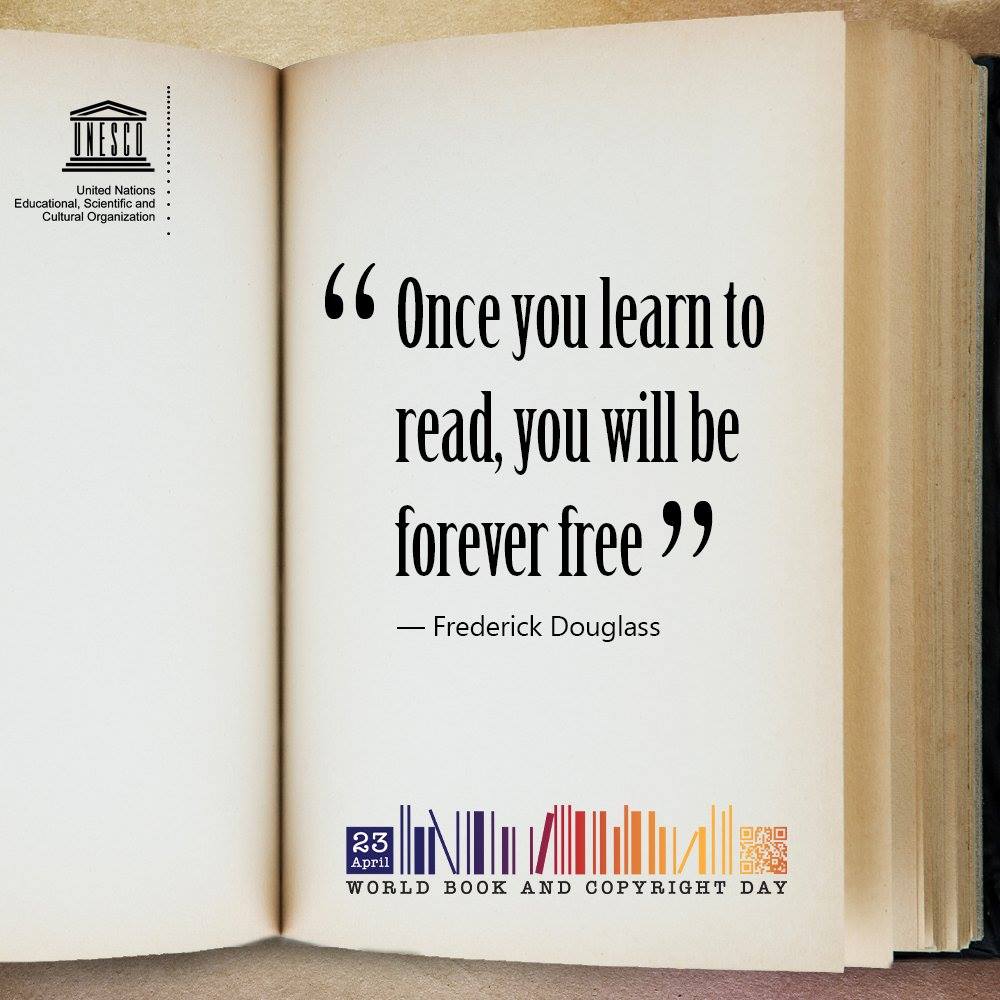 UNESCO
United Nations
Educational, Scientific and
Cultural Organization
“ Once you learn to
read, you will be
forever free ”
— Frederick Douglass
23
April
WORLD BOOK AND COPYRIGHT DAY